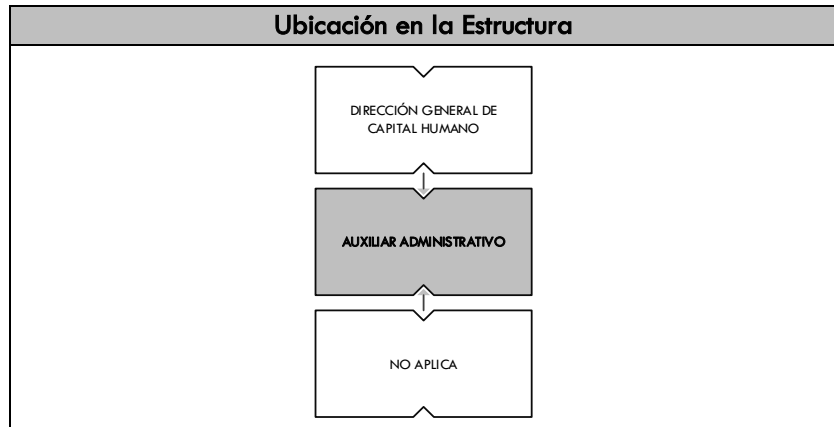 Ubicación en la Estructura
DIRECCIÓN GENERAL DE
CAPITAL HUMANO
AUXILIAR ADMINISTRATIVO
NO APLICA